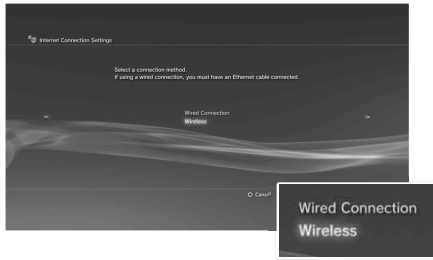 Internet Connection Settings
Select a connection method.
If using a wired connection, you must have an Ethernet cable connected.
Wired Connection
Wireless
Wired Connection
Wireless